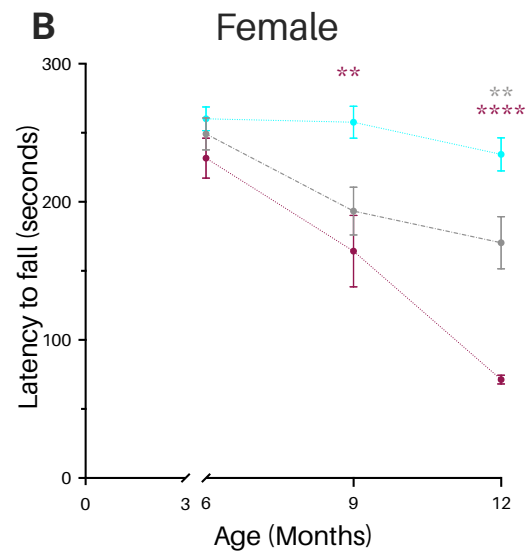 B Female
300
**
**
****
200
100
0
Latency to fall (seconds)
0 3 6 9 12
Age (Months)